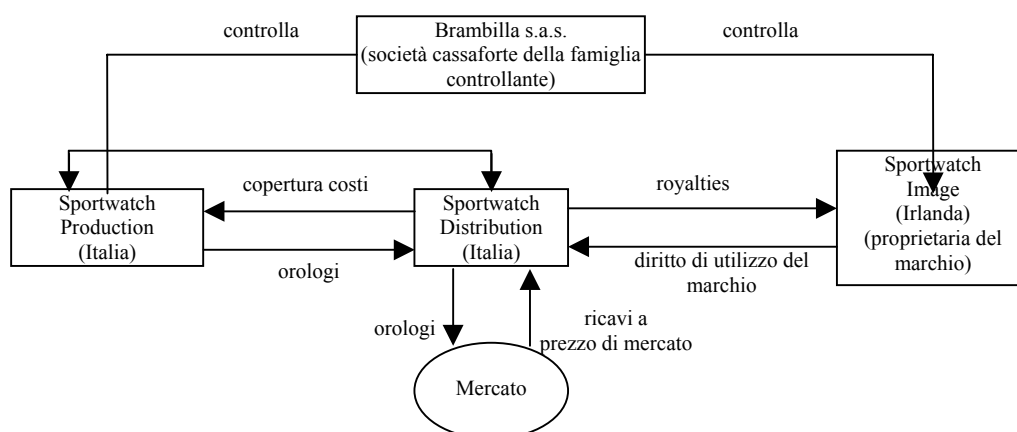 controlla
Brambilla s.a.s.
(società cassaforte della famiglia
controllante)
controlla
Sportwatch
Production
(Italia)
copertura costi
orologi
Sportwatch
Distribution
(Italia)
royalties
diritto di utilizzo del
marchio
Sportwatch
Image
(Irlanda)
(proprietaria del
marchio)
orologi
ricavi a
prezzo di mercato
Mercato